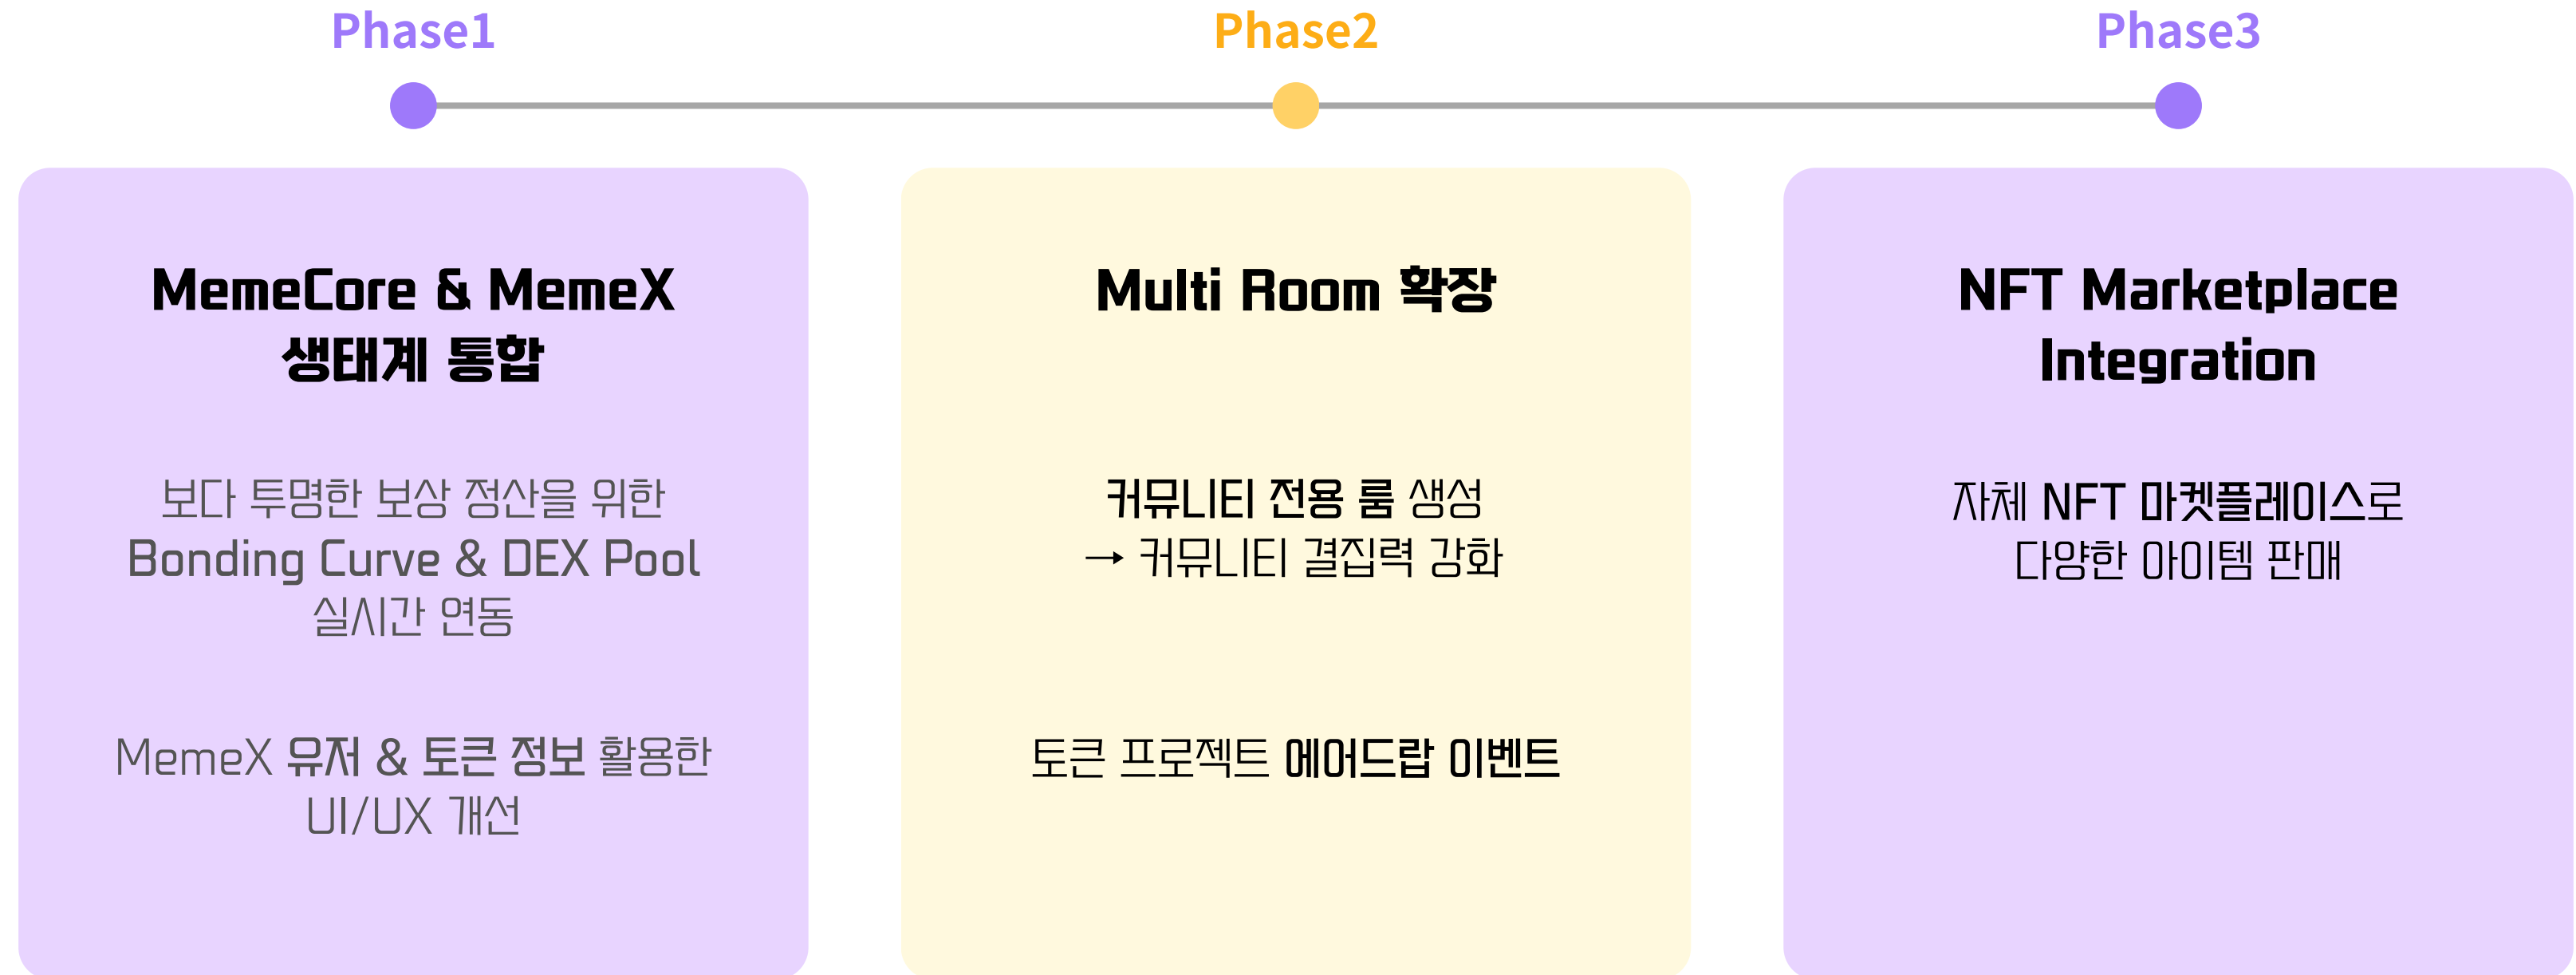 Phase1
MemeCore & MemeX
생태계 통합
보다 투명한 보상 정산을 위한
Bonding Curve & DEX Pool
실시간 연동
MemeX 유저 & 토큰 정보 활용한
UI/UX 개선
Phase2
Multi Room 확장
커뮤니티 전용 룸 생성
→ 커뮤니티 결집력 강화
토큰 프로젝트 에어드랍 이벤트
Phase3
NFT Marketplace
Integration
자체 NFT 마켓플레이스로
다양한 아이템 판매